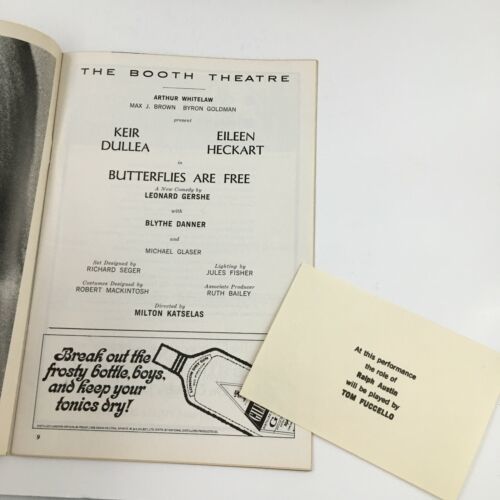 THE BOOTH THEATRE
ARTHUR WHITELAW
MAX J. BROWN BYRON GOLDMAN
present
KEIR EILEEN
DULLEA HECKART
in
BUTTERFLIES ARE FREE
A New Comedy by
LEONARD GERSHE
with
BLYTHE DANNER
and
MICHAEL GLASER
Set Designed by Lighting by
RICHARD SEGER JULES FISHER
Costumes Designed by Associate Producer
ROBERT MACKINTOSH RUTH BAILEY
Directed by
MILTON KATSELAS
Break out the
frosty bottle, boys,
and keep your
tonics dry!
9
At this performance
the role of
Ralph Austin
will be played by
TOM FUCCELLO